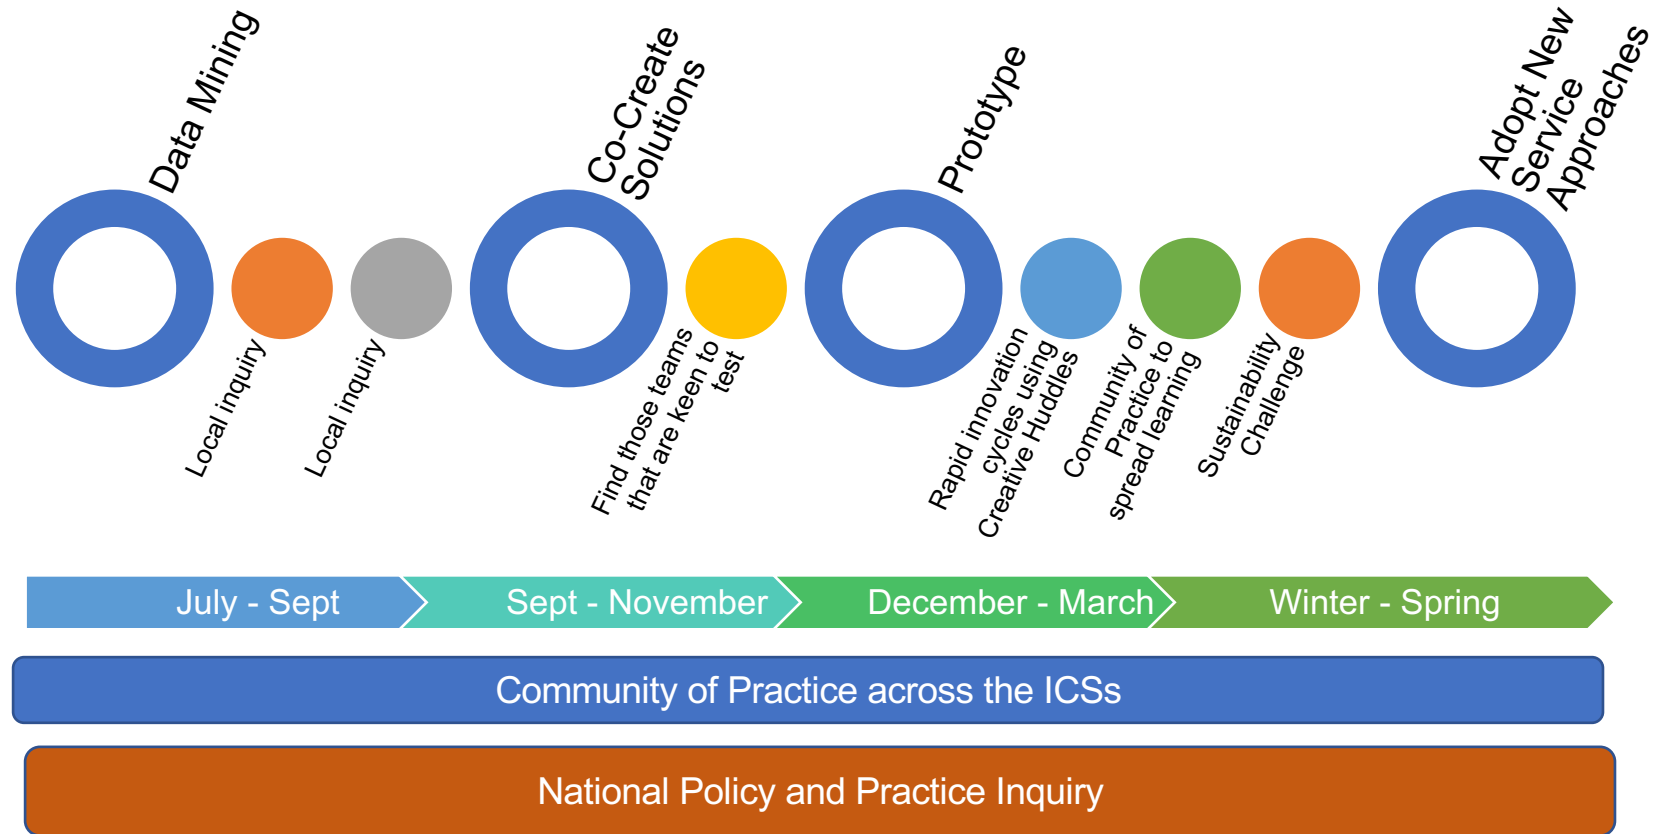 Data Mining
Local inquiry
Local inquiry
Co-Create
Solutions
Find those teams
that are keen to
test
Prototype
Rapid innovation
cycles using
Creative Huddles
Community of
Practice to
spread learning
Sustainability
Challenge
Adopt New
Service
Approaches
July - Sept
Sept - November
December - March
Winter - Spring
Community of Practice across the ICSs
National Policy and Practice Inquiry